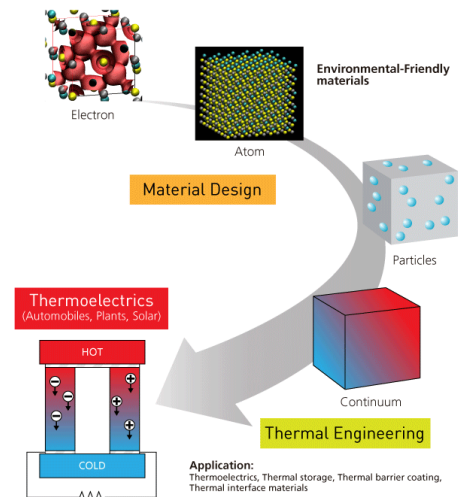 Electron
Environmental-Friendly
materials
Atom
Material Design
Particles
Thermoelectrics
(Automobiles, Plants, Solar)
HOT
Continuum
Thermal Engineering
COLD
Application:
Thermoelectrics, Thermal storage, Thermal barrier coating,
Thermal interface materials